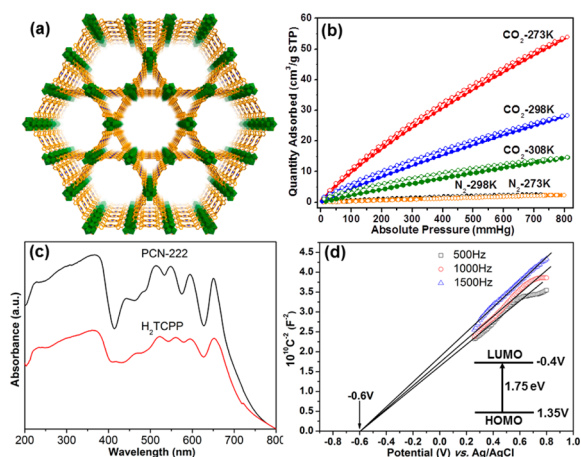 (a)
(b)
CO2-273K
CO2-298K
CO2-308K
N2-298K N2-273K
Quantity Adsorbed (cm3/g STP)
60
50
40
30
20
10
0
100 200 300 400 500 600 700 800
Absolute Pressure (mmHg)
(c)
PCN-222
H2TCPP
Absorbance (a.u.)
200 300 400 500 600 700 800
Wavelength (nm)
(d)
500Hz
1000Hz
1500Hz
10^10C^-2 (F^-2)
4.5
4.0
3.5
3.0
2.5
2.0
1.5
1.0
0.5
0.0
-0.6V
LUMO -0.4V
1.75 eV
1.35V
HOMO
-0.8 -0.6 -0.4 -0.2 0.0 0.2 0.4 0.6 0.8 1.0
Potential (V) vs. Ag/AgCl